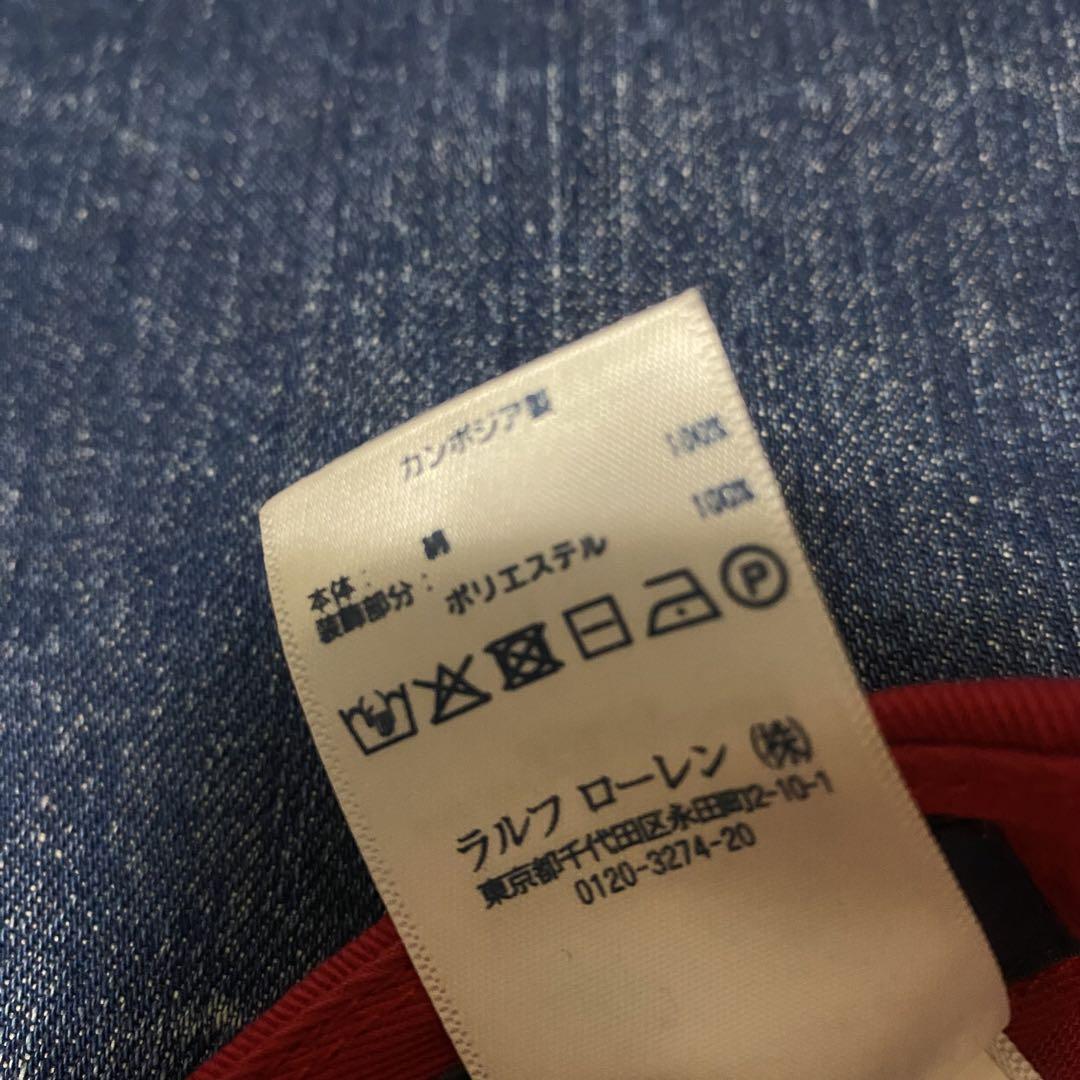 カンボジア製
本体： 綿 100%
装飾部分： ポリエステル 100%
P
ラルフ ローレン (株)
東京都千代田区永田町2-10-1
0120-3274-20